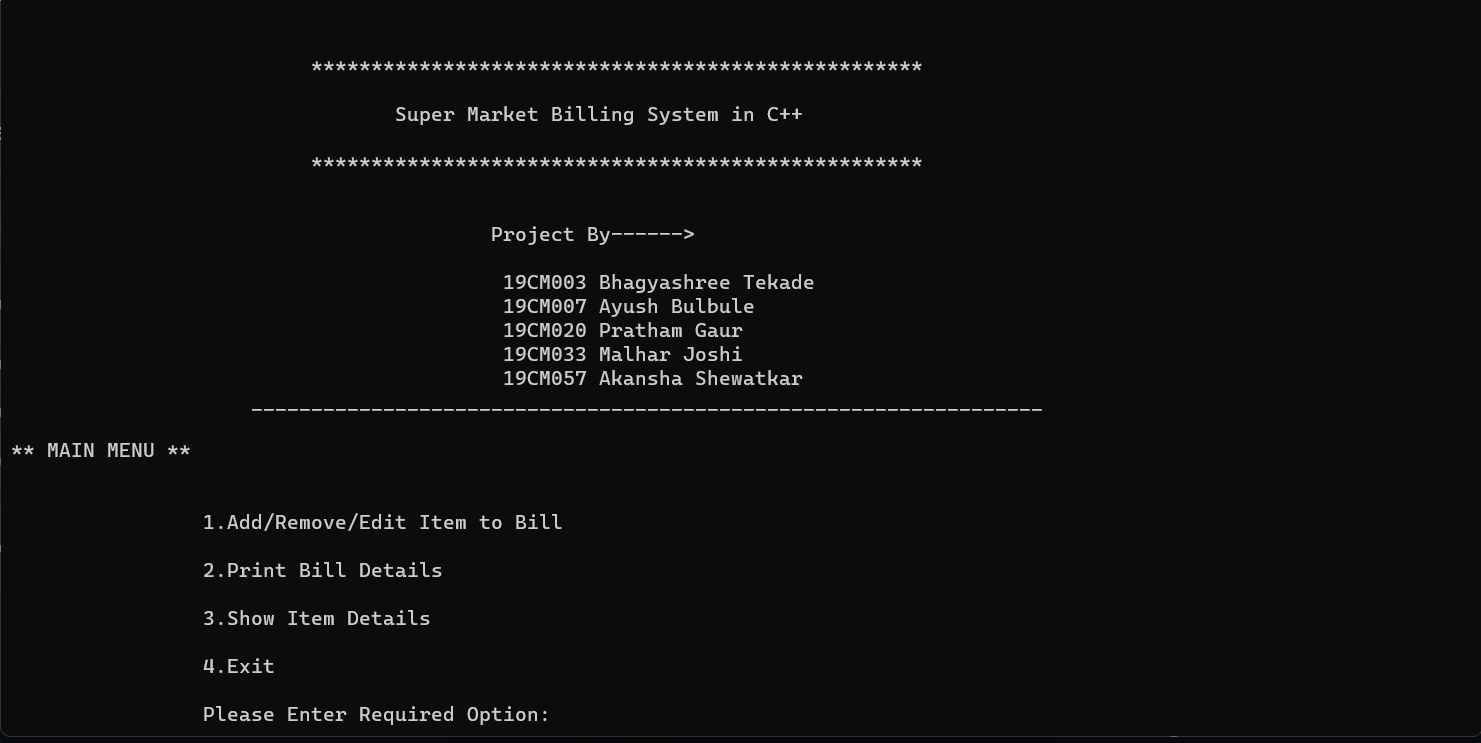 ***************************************************
Super Market Billing System in C++
***************************************************
Project By------>
19CM003 Bhagyashree Tekade
19CM007 Ayush Bulbule
19CM020 Pratham Gaur
19CM033 Malhar Joshi
19CM057 Akansha Shewatkar
------------------------------------------------------------------
** MAIN MENU **
1.Add/Remove/Edit Item to Bill
2.Print Bill Details
3.Show Item Details
4.Exit
Please Enter Required Option: